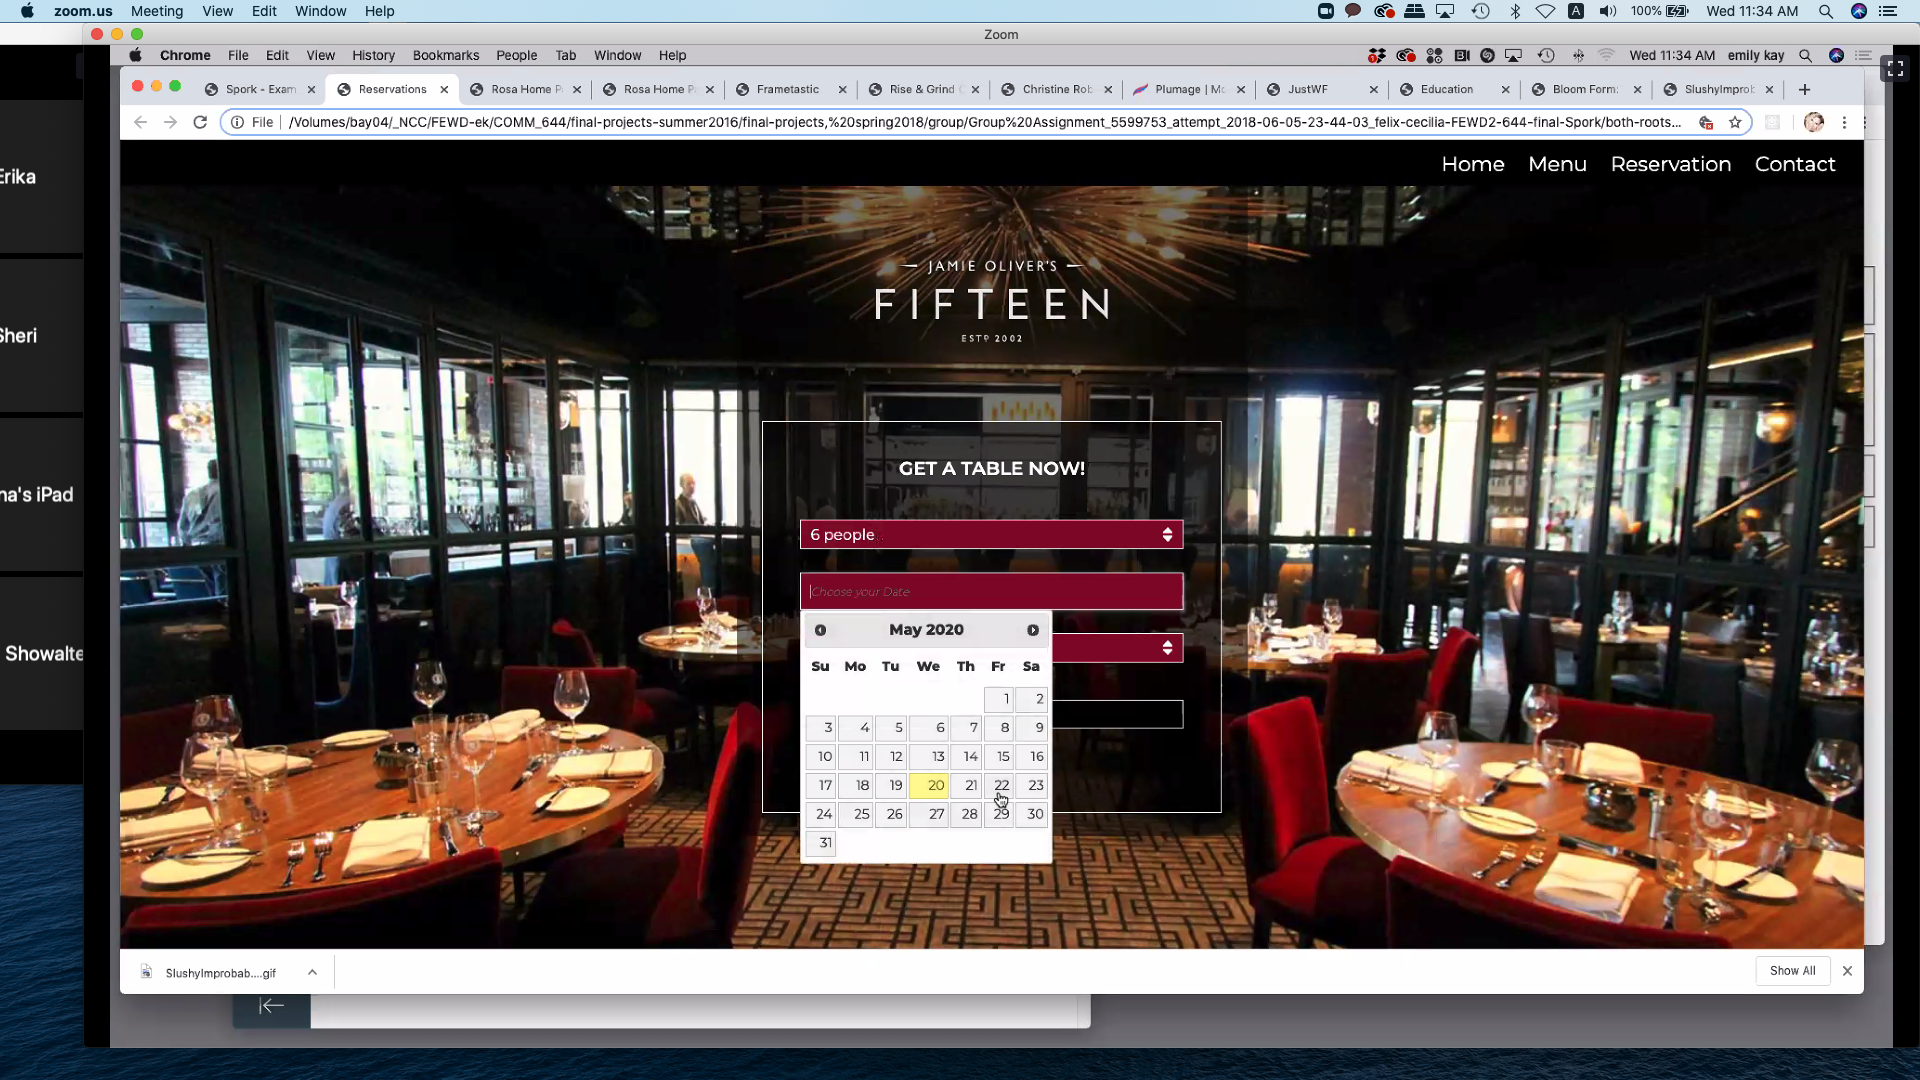 zoom.us Meeting View Edit Window Help
100% Wed 11:34 AM
Zoom
Chrome File Edit View History Bookmarks People Tab Window Help
Wed 11:34 AM emily kay
Spork - Exam
Reservations
Rosa Home P
Rosa Home Pa
Frametastic
Rise & Grind
Christine Rob
Plumage | Mo
JustWF
Education
Bloom Form:
SlushyImprob
File /Volumes/bay04/_NCC/FEWD-ek/COMM_644/final-projects-summer2016/final-projects,%20spring2018/group/Group%20Assignment_5599753_attempt_2018-06-05-23-44-03_felix-cecilia-FEWD2-644-final-Spork/both-roots...
Home Menu Reservation Contact
Erika
JAMIE OLIVER'S
FIFTEEN
ESTD 2002
Sheri
GET A TABLE NOW!
na's iPad
6 people
Choose your Date
May 2020
Showalte
Su Mo Tu We Th Fr Sa
1 2
3 4 5 6 7 8 9
10 11 12 13 14 15 16
17 18 19 20 21 22 23
24 25 26 27 28 29 30
31
SlushyImprobab....gif
Show All